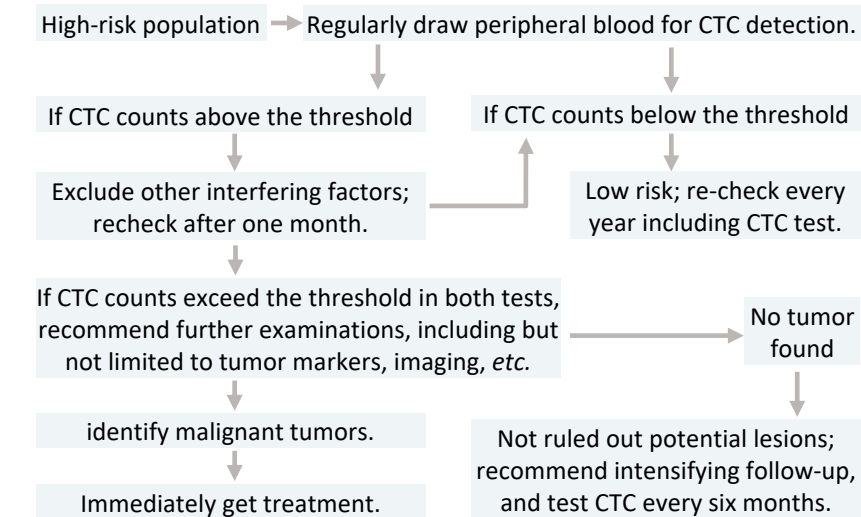 High-risk population
Regularly draw peripheral blood for CTC detection.
If CTC counts above the threshold
If CTC counts below the threshold
Exclude other interfering factors;
recheck after one month.
Low risk; re-check every
year including CTC test.
If CTC counts exceed the threshold in both tests,
recommend further examinations, including but
not limited to tumor markers, imaging, etc.
No tumor
found
identify malignant tumors.
Immediately get treatment.
Not ruled out potential lesions;
recommend intensifying follow-up,
and test CTC every six months.